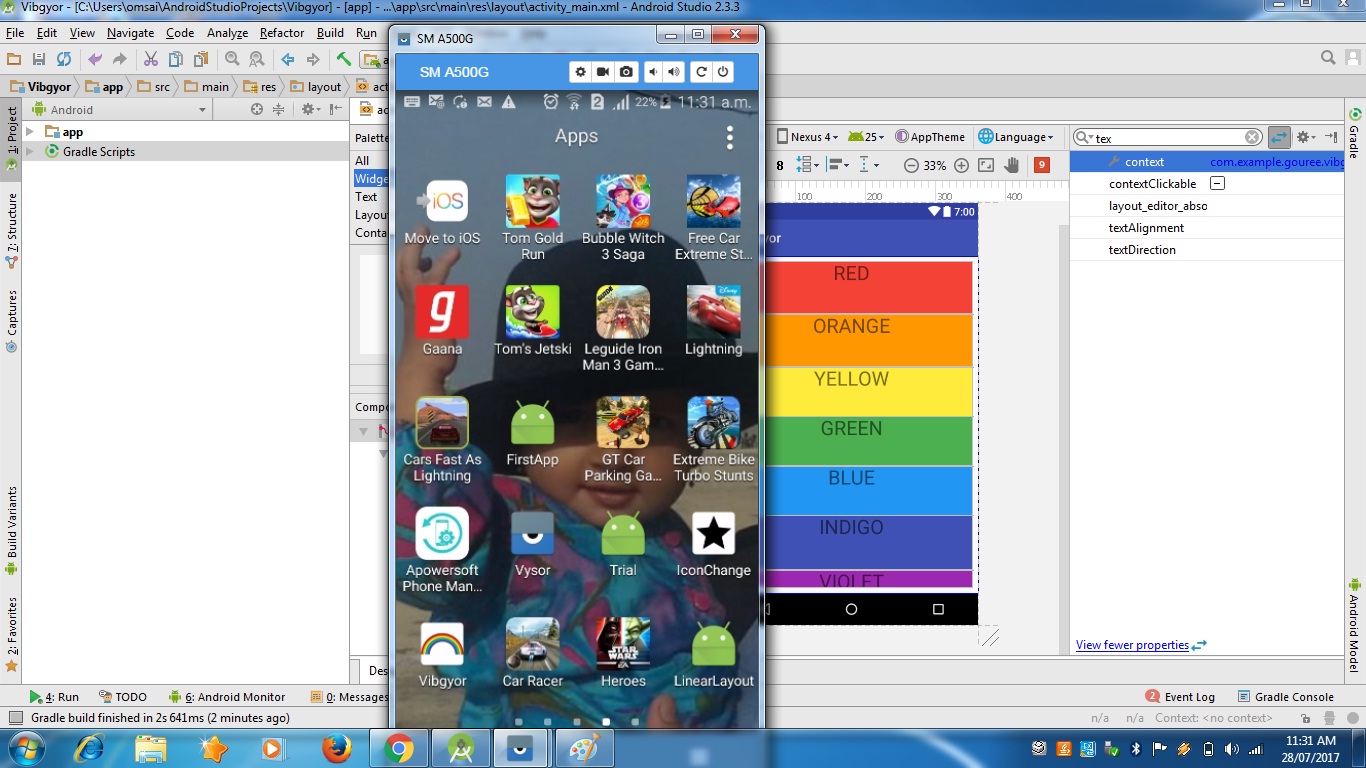 Vibgyor - [C:\Users\omsai\AndroidStudioProjects\Vibgyor] - [app] - ...\app\src\main\res\layout\activity_main.xml - Android Studio 2.3.3
File Edit View Navigate Code Analyze Refactor Build Run
SM A500G
SM A500G
Vibgyor app src main res layout
22% 11:31 a.m.
Android
Apps
Palette
All
Text
Nexus 4 25 AppTheme Language
tex
8 33% 9
app
Gradle Scripts
context com.example.gouree.vibg
contextClickable
layout_editor_abso
textAlignment
textDirection
100 200 300 400
7:00
RED
ORANGE
YELLOW
GREEN
BLUE
INDIGO
VIOLET
Move to iOS
iOS
Tom Gold Run
Bubble Witch 3 Saga
3
Free Car Extreme St...
Gaana
g
Tom's Jetski
Leguide Iron Man 3 Gam...
GUIDE
Lightning
Disney
Cars Fast As Lightning
FirstApp
GT Car Parking Ga...
Extreme Bike Turbo Stunts
Apowersoft Phone Man...
Vysor
Trial
IconChange
Vibgyor
Car Racer
Heroes
STAR WARS
EA
LinearLayout
1: Project
7: Structure
Captures
Build Variants
2: Favorites
Gradle
Android Model
View fewer properties
4: Run TODO 6: Android Monitor 0: Messages
2 Event Log Gradle Console
Gradle build finished in 2s 641ms (2 minutes ago)
n/a n/a Context: <no context>
11:31 AM
28/07/2017